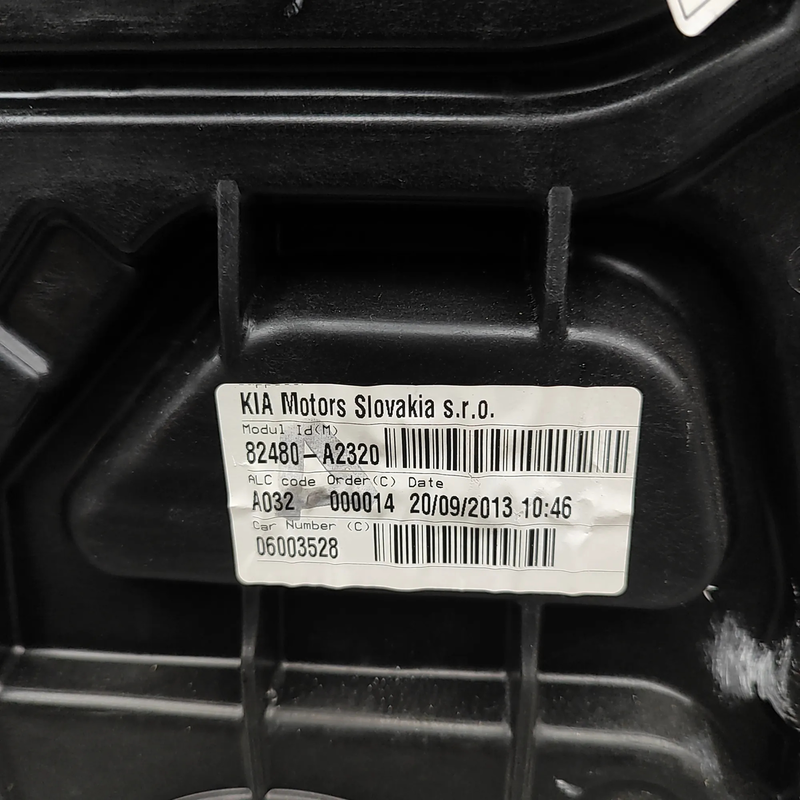 KIA Motors Slovakia s.r.o.
Modul Id(M)
82480-A2320
ALC code Order(C) Date
A032 000014 20/09/2013 10:46
Car Number (C)
06003528